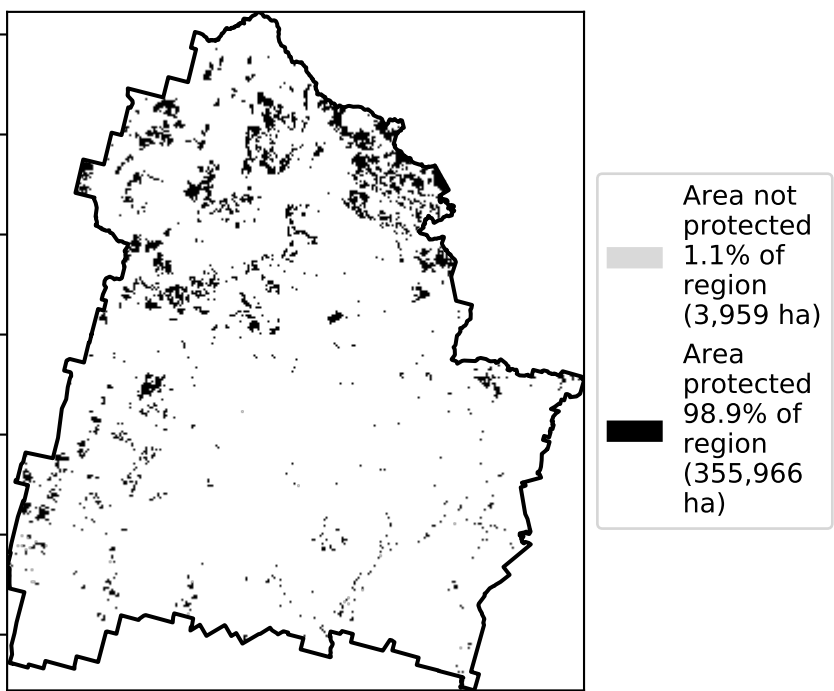 Area not
protected
1.1% of
region
(3,959 ha)
Area
protected
98.9% of
region
(355,966
ha)